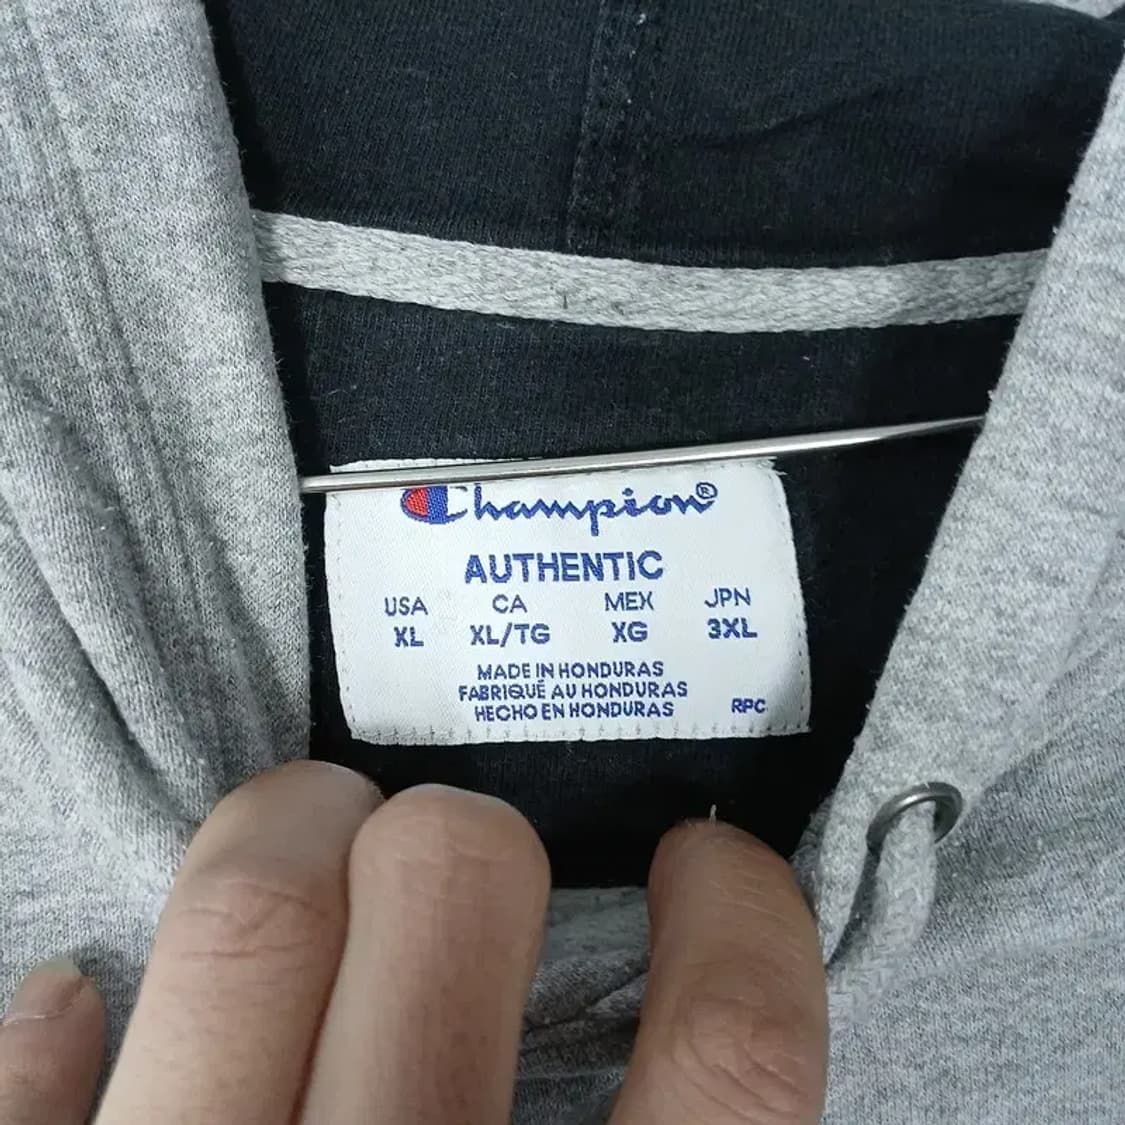 Champion®
AUTHENTIC
USA CA MEX JPN
XL XL/TG XG 3XL
MADE IN HONDURAS
FABRIQUÉ AU HONDURAS
HECHO EN HONDURAS RPC